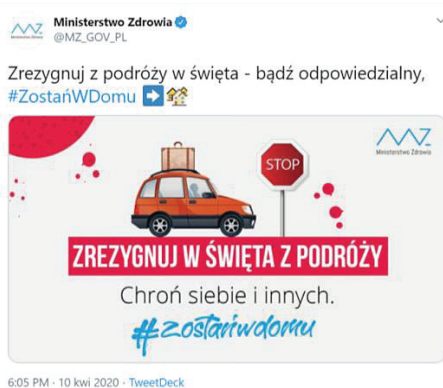 Ministerstwo Zdrowia
@MZ_GOV_PL
Zrezygnuj z podróży w święta - bądź odpowiedzialny,
#ZostańWDomu
Ministerstwo Zdrowia
STOP
ZREZYGNUJ W ŚWIĘTA Z PODRÓŻY
Chroń siebie i innych.
#zostańwdomu
6:05 PM · 10 kwi 2020 · TweetDeck